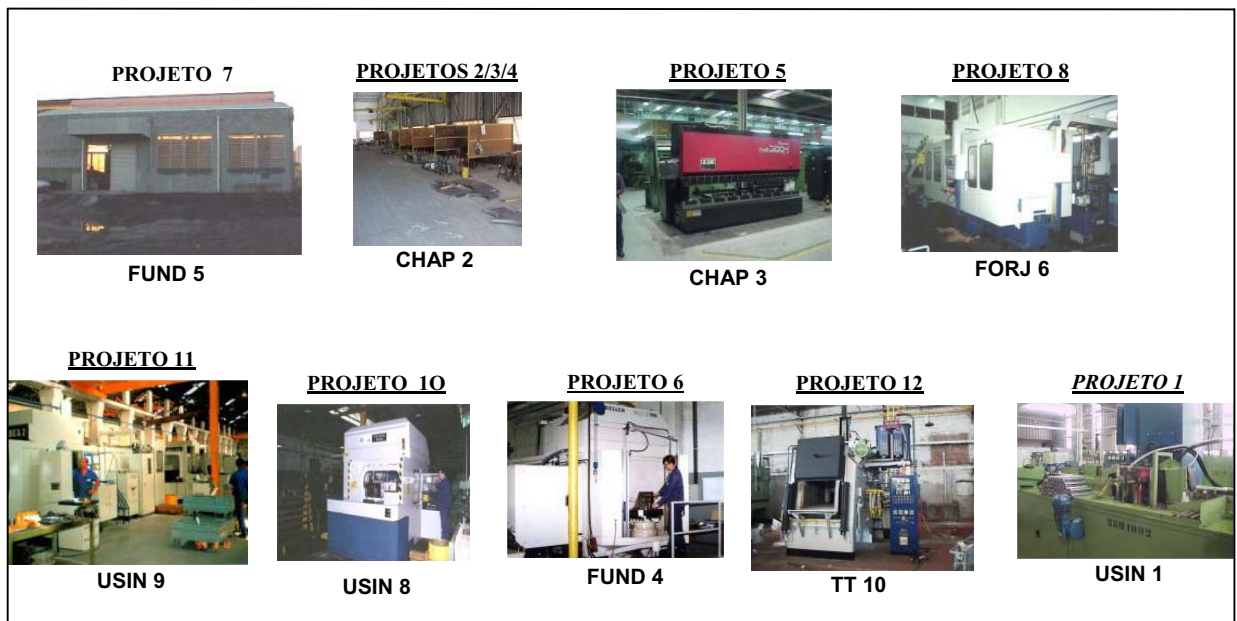 PROJETO 7
PROJETOS 2/3/4
PROJETO 5
PROJETO 8
FUND 5
CHAP 2
CHAP 3
FORJ 6
PROJETO 11
PROJETO 1O
PROJETO 6
PROJETO 12
PROJETO 1
USIN 9
USIN 8
FUND 4
TT 10
USIN 1